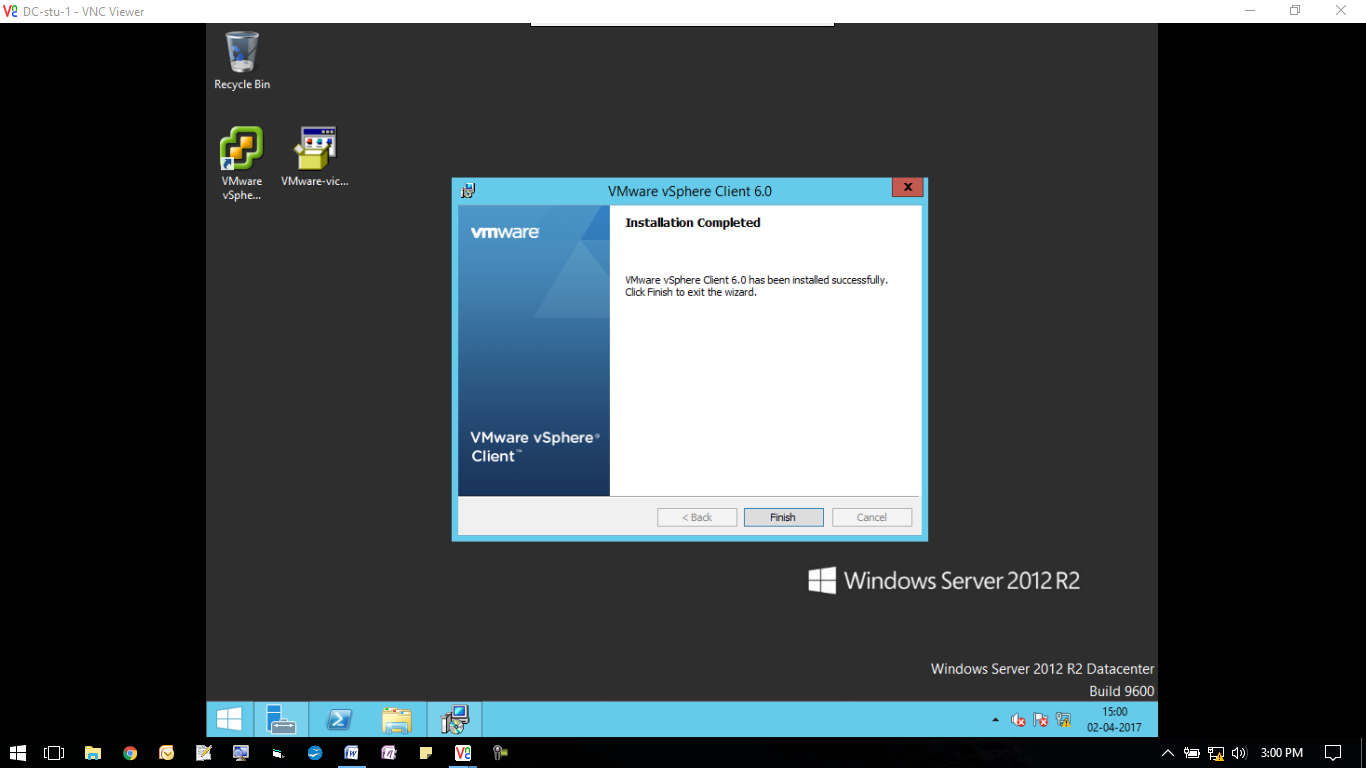 DC-stu-1 - VNC Viewer
Recycle Bin
VMware
vSphe...
VMware-vic...
VMware vSphere Client 6.0
vmware
Installation Completed
VMware vSphere Client 6.0 has been installed successfully.
Click Finish to exit the wizard.
VMware vSphere®
Client™
< Back
Finish
Cancel
Windows Server 2012 R2
Windows Server 2012 R2 Datacenter
Build 9600
15:00
02-04-2017
3:00 PM